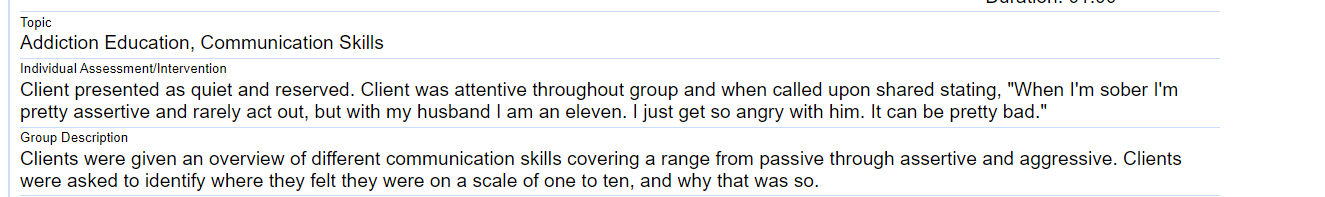 Topic
Addiction Education, Communication Skills
Individual Assessment/Intervention
Client presented as quiet and reserved. Client was attentive throughout group and when called upon shared stating, "When I'm sober I'm
pretty assertive and rarely act out, but with my husband I am an eleven. I just get so angry with him. It can be pretty bad."
Group Description
Clients were given an overview of different communication skills covering a range from passive through assertive and aggressive. Clients
were asked to identify where they felt they were on a scale of one to ten, and why that was so.